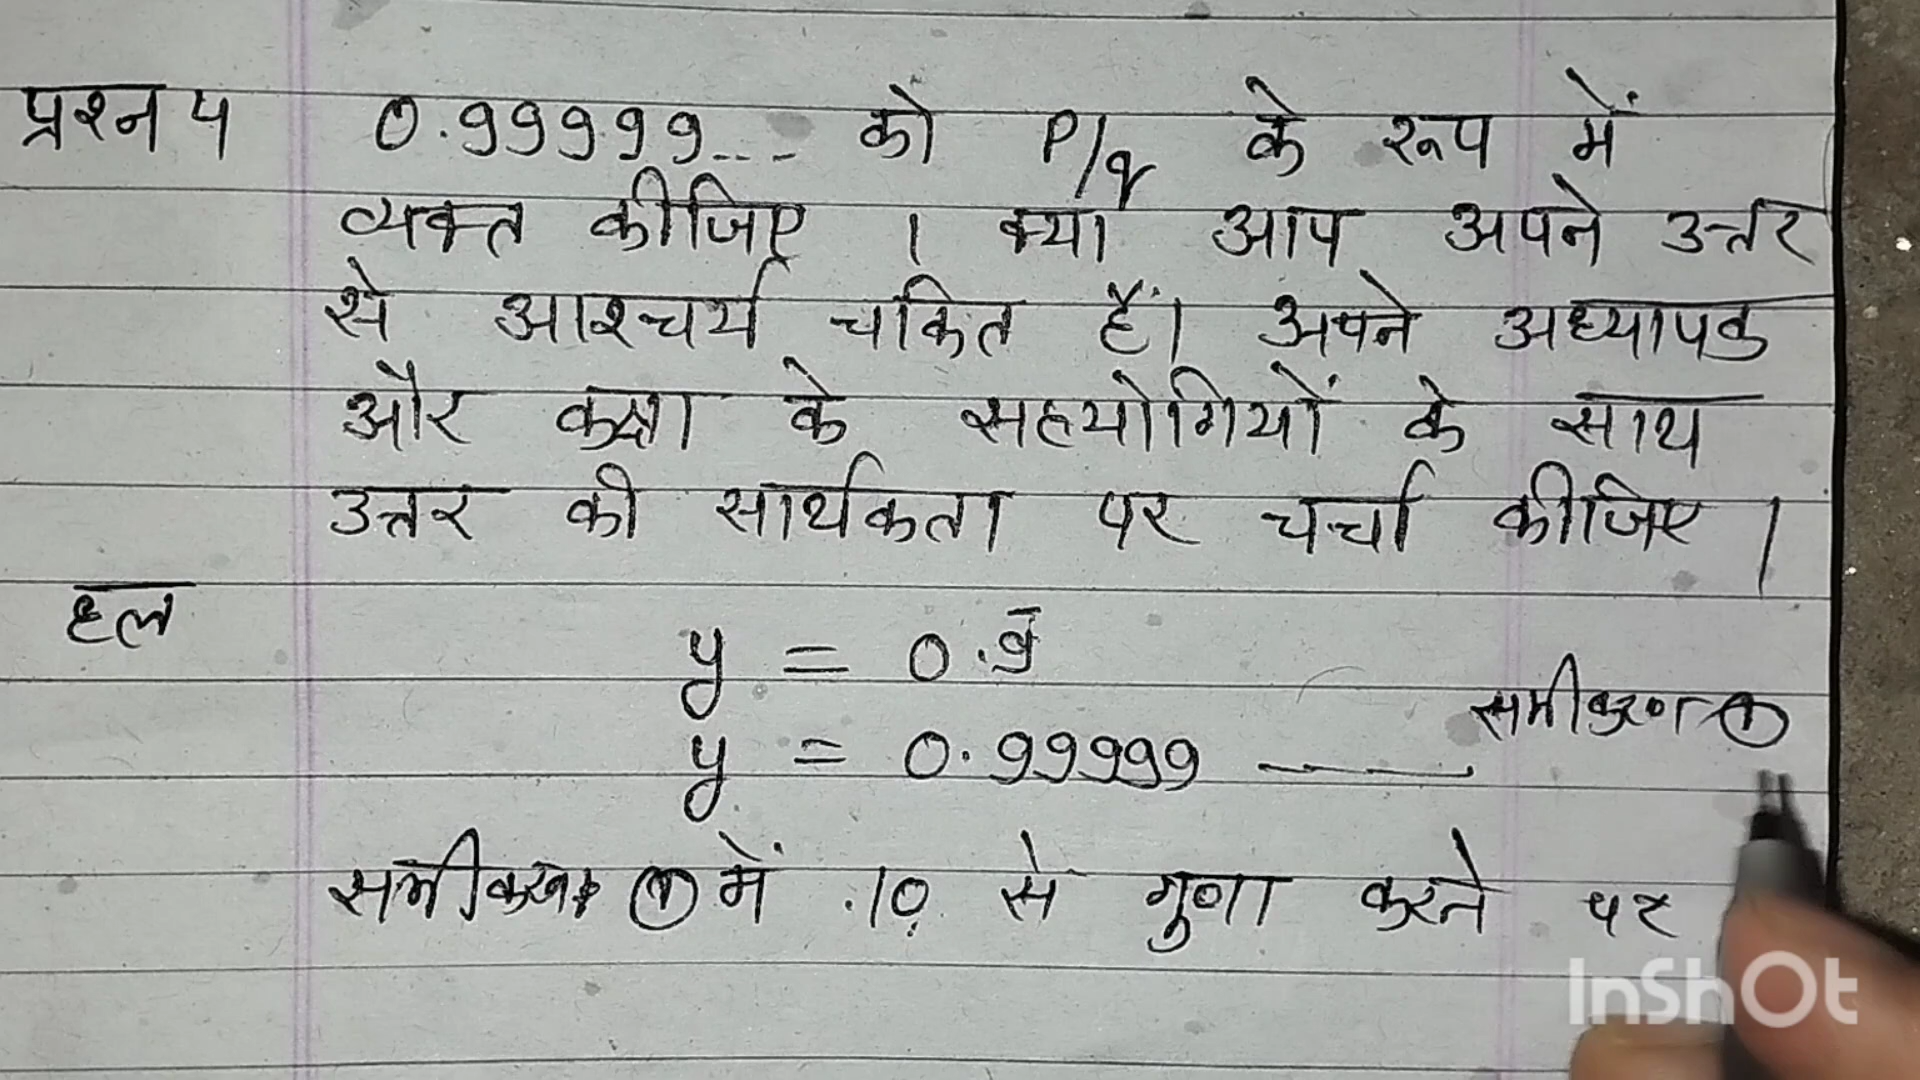 प्रश्न ५ 0.99999... को P/q के रूप में
व्यक्त कीजिए । क्या आप अपने उत्तर
से आश्चर्य चकित हैं। अपने अध्यापक
और कक्षा के सहयोगियों के साथ
उत्तर की सार्थकता पर चर्चा कीजिए ।
हल
y = 0.9̅
y = 0.99999 —— समीकरण ①
समीकरण ① में 10 से गुणा करने पर
InShOt